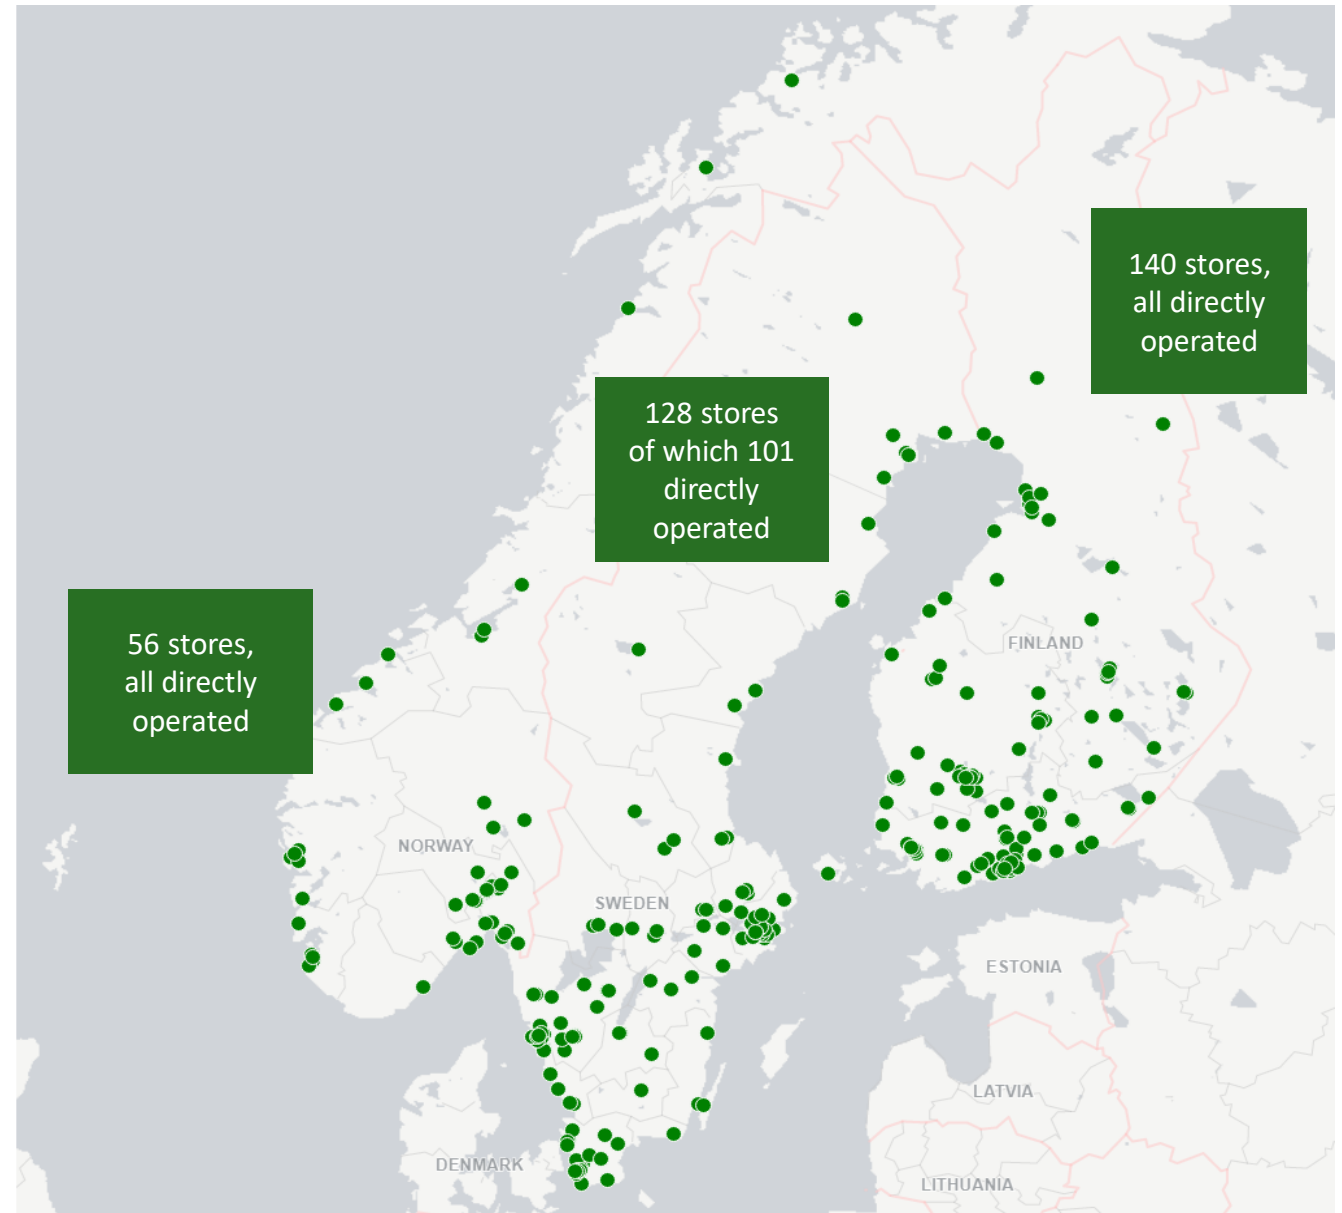 140 stores,
all directly
operated
128 stores
of which 101
directly
operated
56 stores,
all directly
operated
FINLAND
NORWAY
SWEDEN
ESTONIA
LATVIA
DENMARK
LITHUANIA